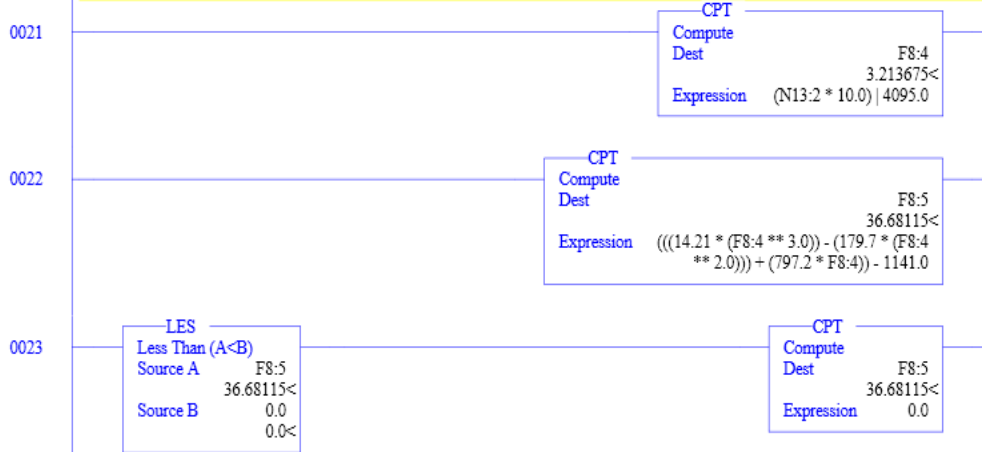 CPT
0021
Compute
Dest F8:4
3.213675<
Expression (N13:2 * 10.0) | 4095.0
CPT
0022
Compute
Dest F8:5
36.68115<
Expression (((14.21 * (F8:4 ** 3.0)) - (179.7 * (F8:4
** 2.0))) + (797.2 * F8:4)) - 1141.0
LES
0023
Less Than (A<B)
Source A F8:5
36.68115<
Source B 0.0
0.0<
CPT
Compute
Dest F8:5
36.68115<
Expression 0.0